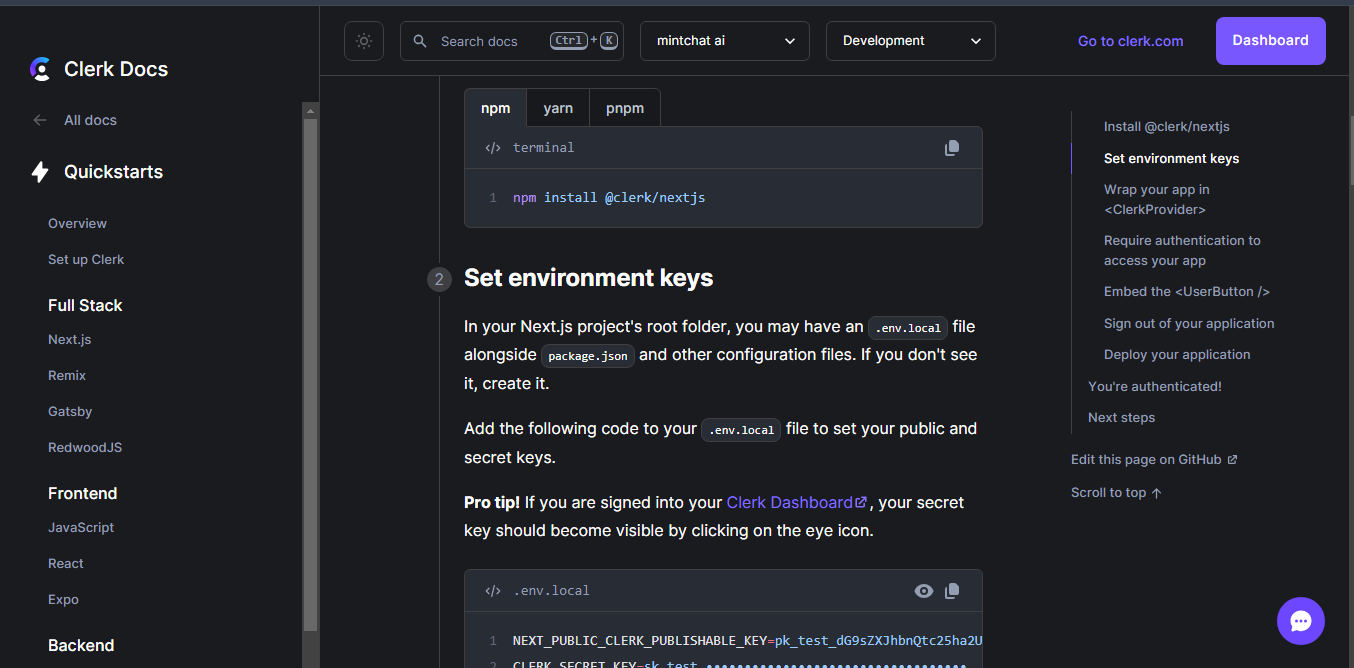 Search docs
Ctrl + K
mintchat ai
Development
Go to clerk.com
Dashboard
Clerk Docs
All docs
Quickstarts
Overview
Set up Clerk
Full Stack
Next.js
Remix
Gatsby
RedwoodJS
Frontend
JavaScript
React
Expo
Backend
npm
yarn
pnpm
terminal
1 npm install @clerk/nextjs
2 Set environment keys
In your Next.js project's root folder, you may have an .env.local file
alongside package.json and other configuration files. If you don't see
it, create it.
Add the following code to your .env.local file to set your public and
secret keys.
Pro tip! If you are signed into your Clerk Dashboard, your secret
key should become visible by clicking on the eye icon.
.env.local
1 NEXT_PUBLIC_CLERK_PUBLISHABLE_KEY=pk_test_dG9sZXJhbnQtc25ha2U
2 CLERK_SECRET_KEY=sk_test_••••••••••••••••••••••••••••••••••
Install @clerk/nextjs
Set environment keys
Wrap your app in
<ClerkProvider>
Require authentication to
access your app
Embed the <UserButton />
Sign out of your application
Deploy your application
You're authenticated!
Next steps
Edit this page on GitHub
Scroll to top